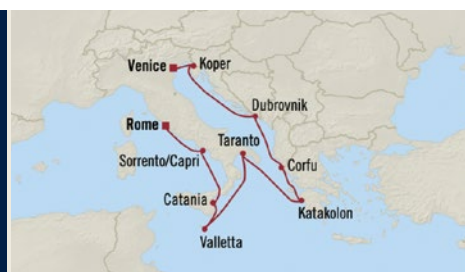 Venice
Koper
Dubrovnik
Rome
Taranto
Sorrento/Capri
Corfu
Catania
Katakolon
Valletta